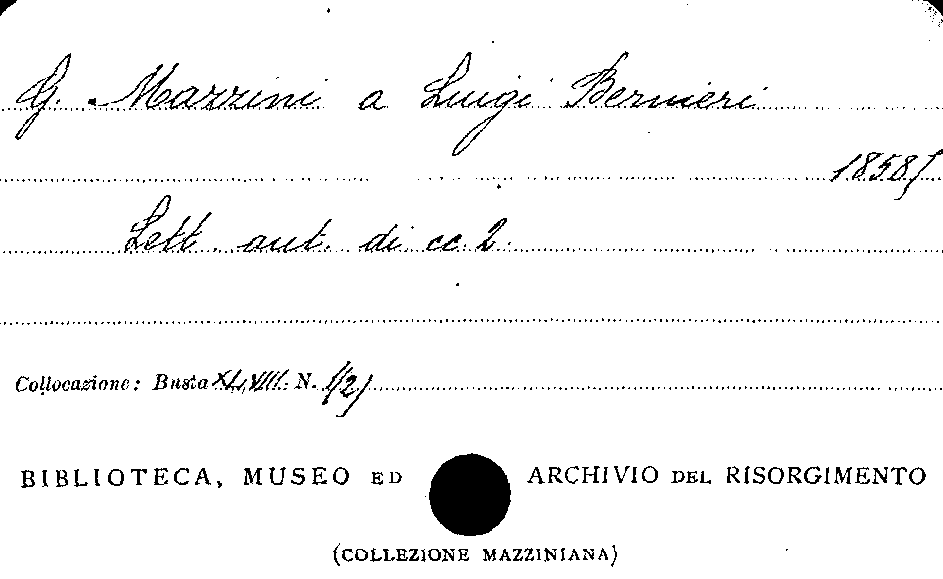 G. Mazzini a Luigi Bernieri
1858
Lett. aut. di cc. 2.
Collocazione: Busta XLVIII. N. 1/2)
BIBLIOTECA, MUSEO ED ARCHIVIO DEL RISORGIMENTO
(COLLEZIONE MAZZINIANA)